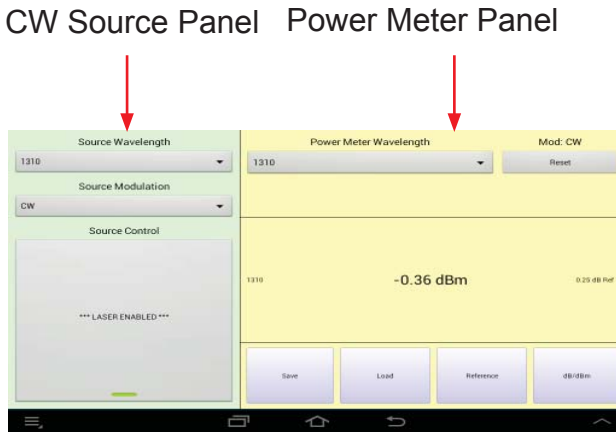 CW Source Panel Power Meter Panel
Source Wavelength
1310
Source Modulation
CW
Source Control
*** LASER ENABLED ***
Power Meter Wavelength
Mod: CW
1310
Reset
1310
-0.36 dBm
0.25 dB Ref
Save
Load
Reference
dB/dBm